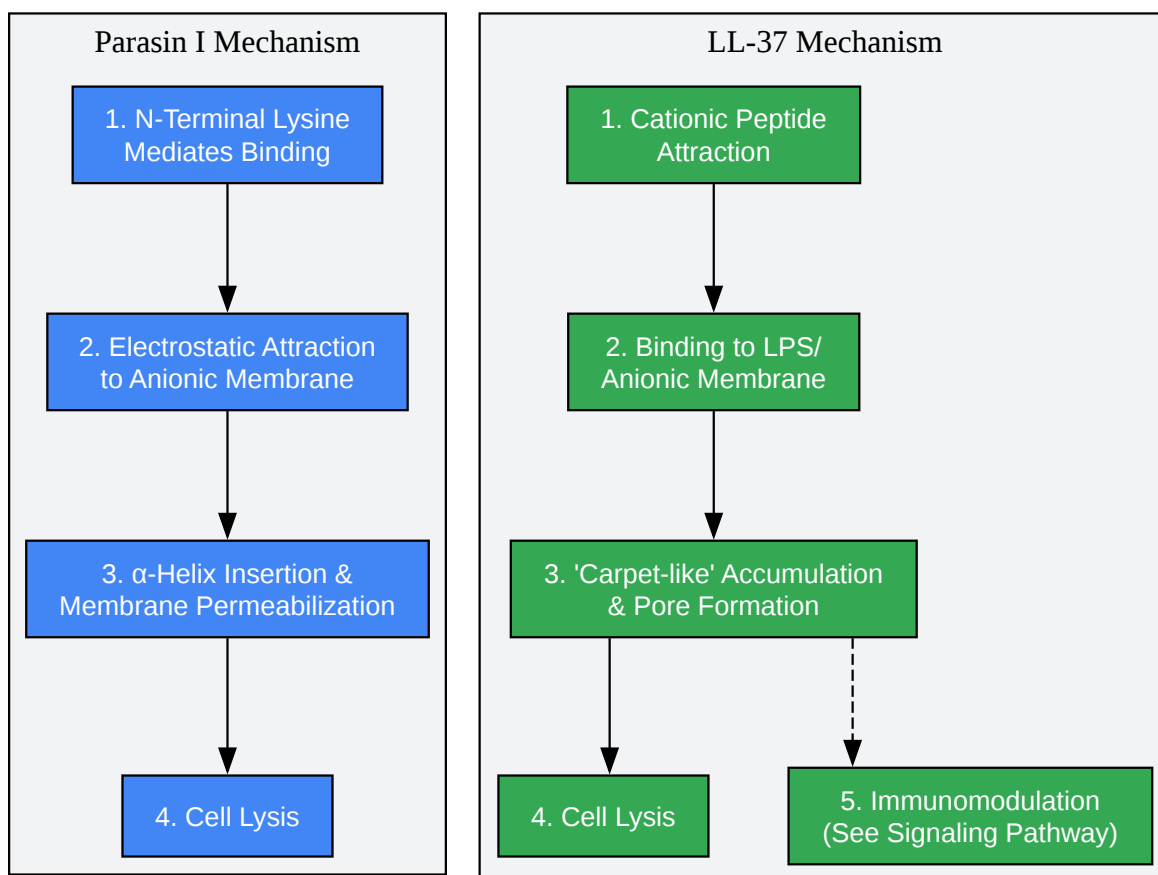 Parasin I Mechanism
1. N-Terminal Lysine
Mediates Binding
2. Electrostatic Attraction
to Anionic Membrane
3. α-Helix Insertion &
Membrane Permeabilization
4. Cell Lysis
LL-37 Mechanism
1. Cationic Peptide
Attraction
2. Binding to LPS/
Anionic Membrane
3. 'Carpet-like' Accumulation
& Pore Formation
4. Cell Lysis
5. Immunomodulation
(See Signaling Pathway)